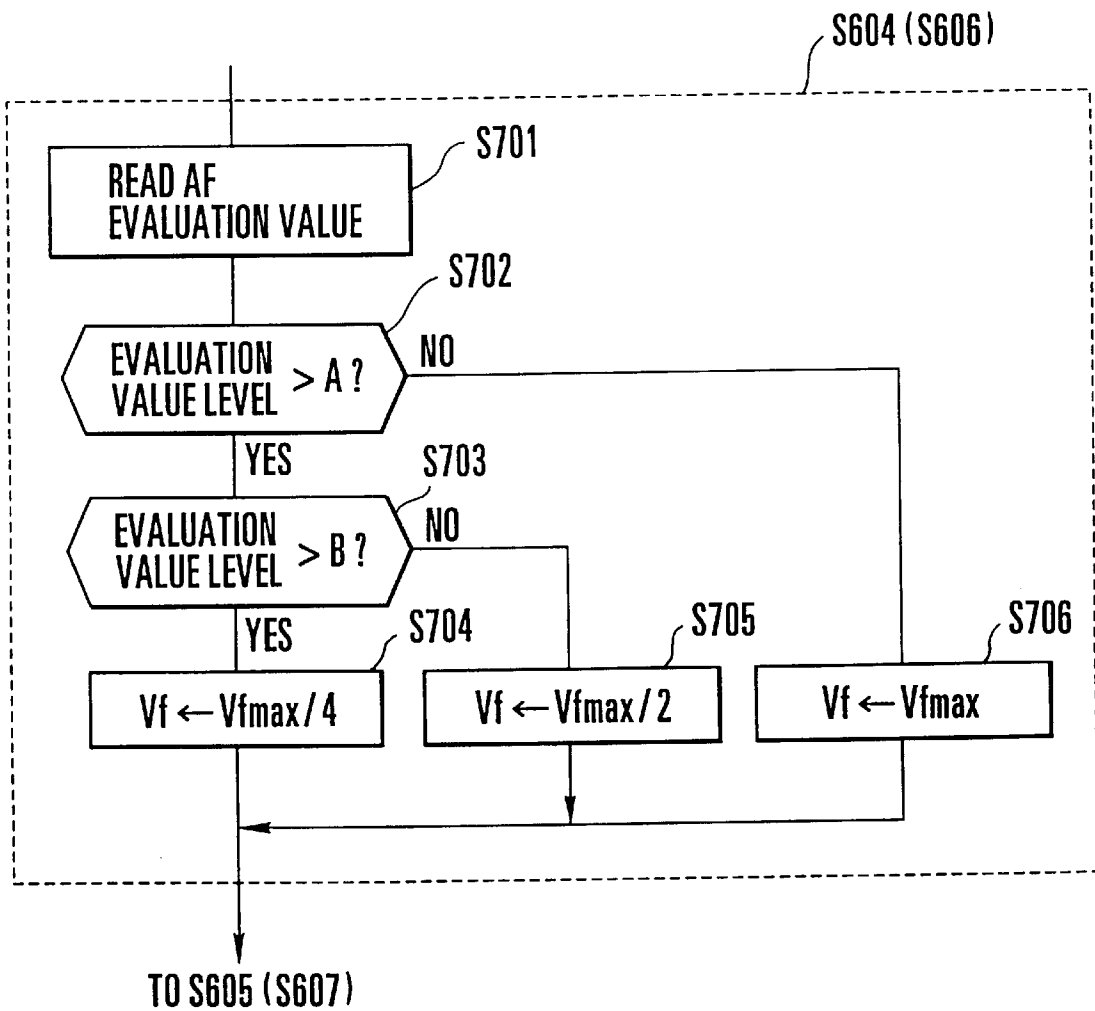 S604 (S606)
S701
READ AF
EVALUATION VALUE
S702
EVALUATION
VALUE LEVEL > A ?
NO
YES
S703
EVALUATION
VALUE LEVEL > B ?
NO
YES
S704
S705
S706
Vf ← Vfmax / 4
Vf ← Vfmax / 2
Vf ← Vfmax
TO S605 (S607)